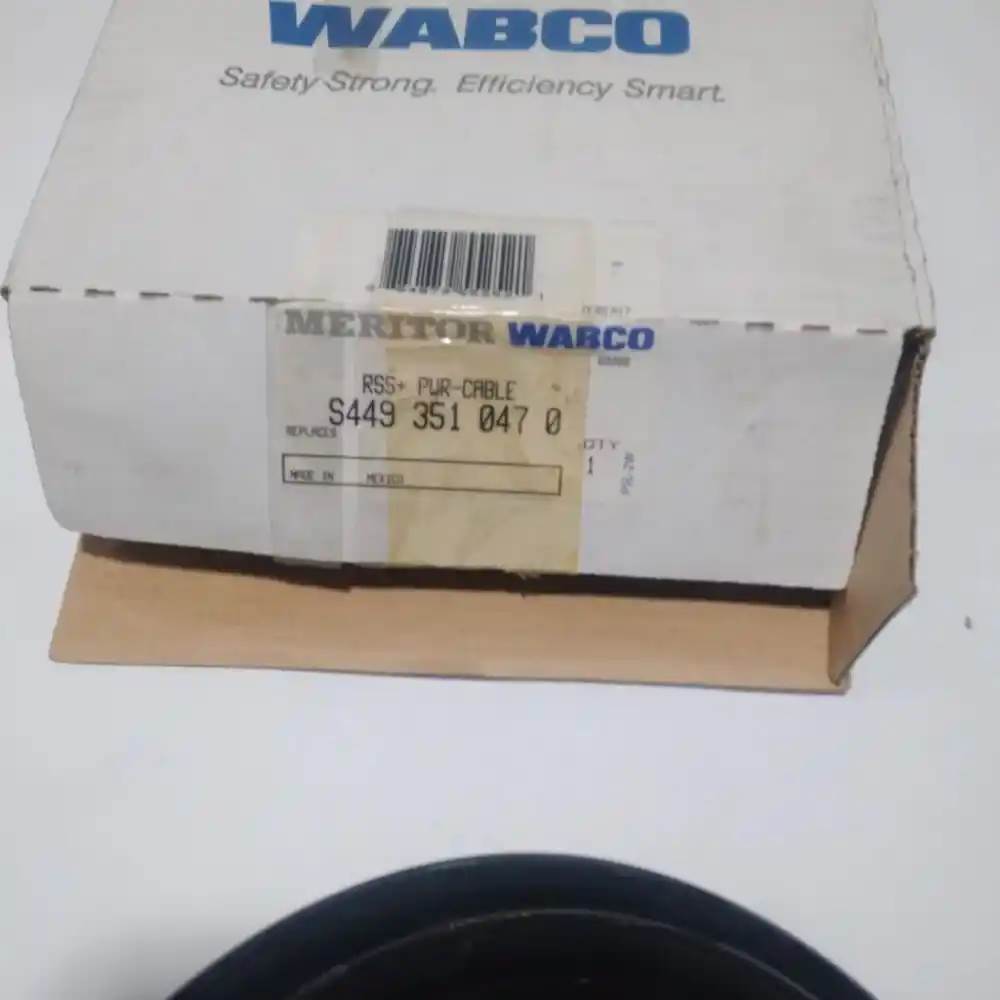 WABCO
Safety Strong. Efficiency Smart.
MERITOR WABCO
RSS+ PWR-CABLE
S449 351 047 0
REPLACES
QTY
1
MADE IN MEXICO